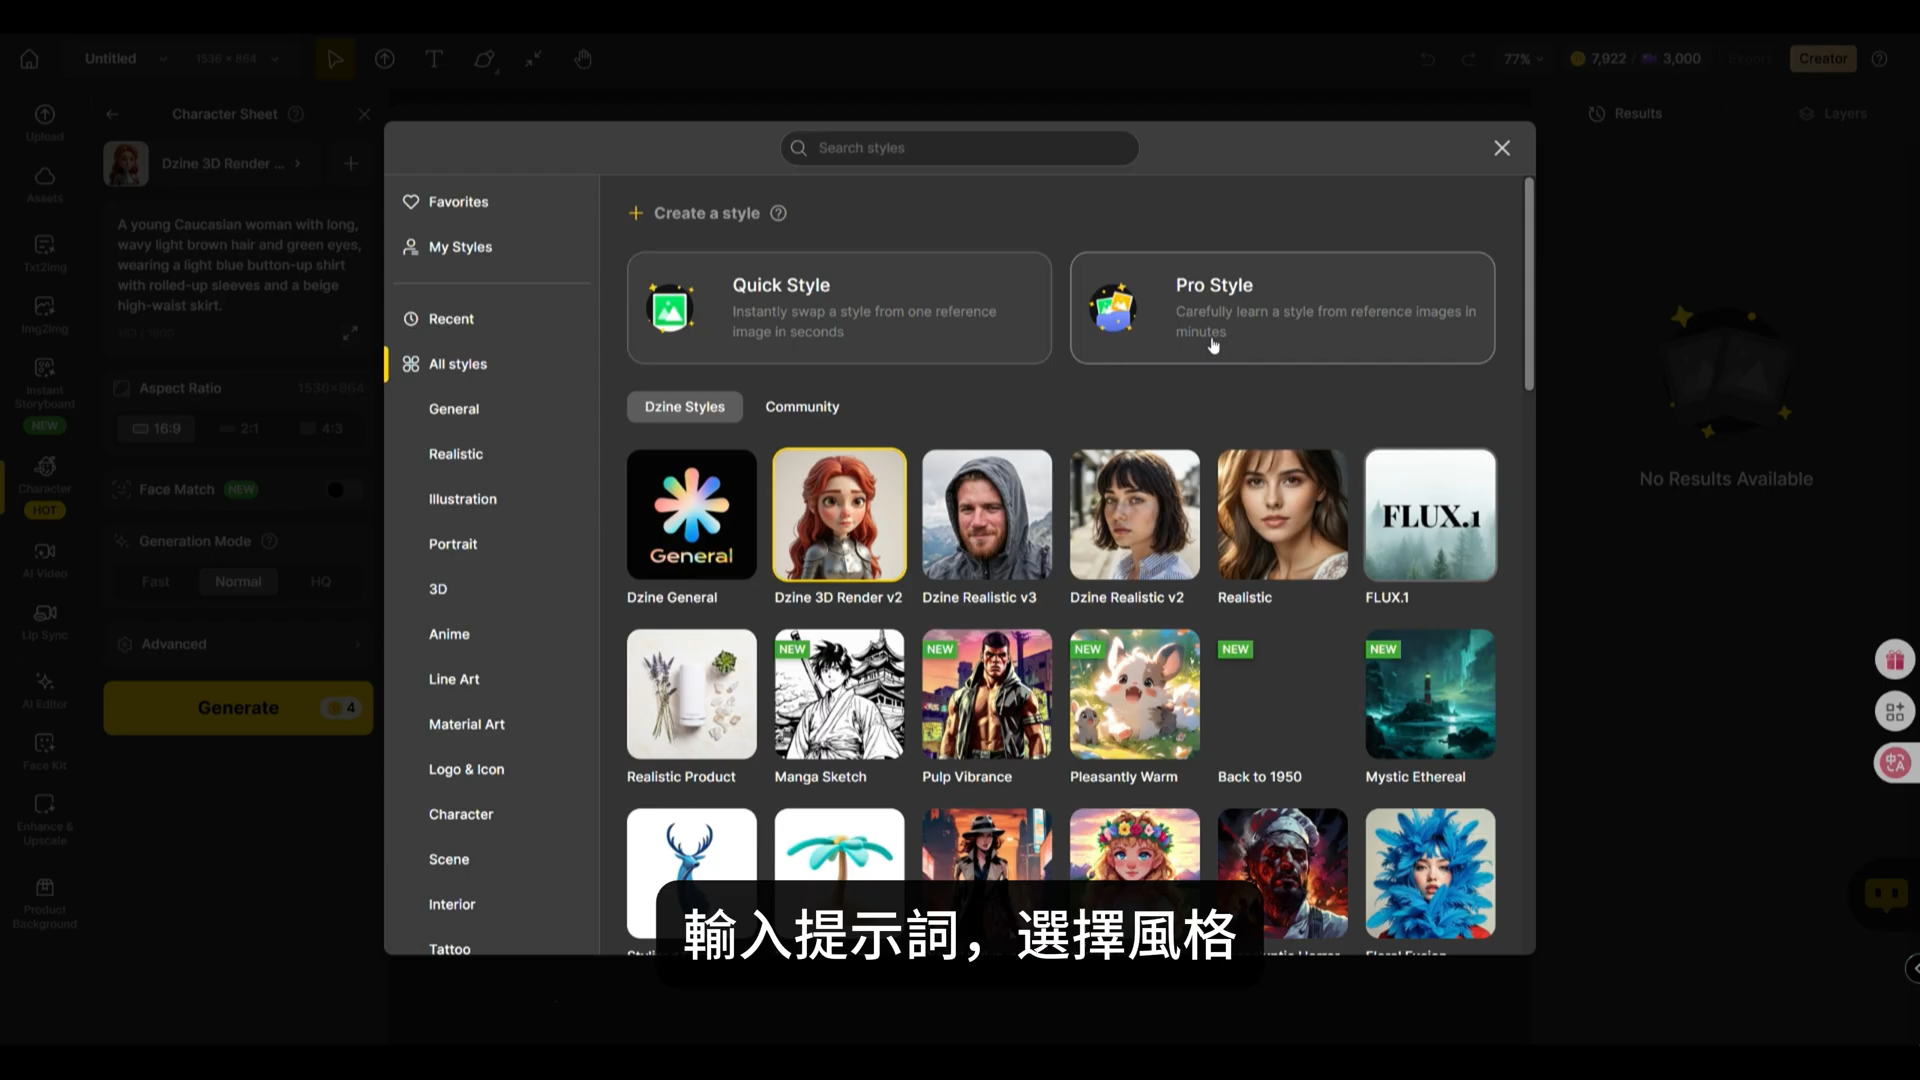 Untitled
1536 × 864
77%
7,922 / 3,000
Export
Creator
Upload
Assets
Txt2Img
Img2Img
Instant
Storyboard
NEW
Character
HOT
AI Video
Lip Sync
AI Editor
Face Kit
Enhance &
Upscale
Product
Background
Character Sheet
Dzine 3D Render ...
A young Caucasian woman with long,
wavy light brown hair and green eyes,
wearing a light blue button-up shirt
with rolled-up sleeves and a beige
high-waist skirt.
Aspect Ratio
1536×864
16:9
2:1
4:3
Face Match NEW
Generation Mode
Fast
Normal
HQ
Advanced
Generate
4
Search styles
Favorites
My Styles
Recent
All styles
General
Realistic
Illustration
Portrait
3D
Anime
Line Art
Material Art
Logo & Icon
Character
Scene
Interior
Tattoo
Create a style
Quick Style
Instantly swap a style from one reference
image in seconds
Pro Style
Carefully learn a style from reference images in
minutes
Dzine Styles
Community
General
FLUX.1
Dzine General
Dzine 3D Render v2
Dzine Realistic v3
Dzine Realistic v2
Realistic
FLUX.1
NEW
NEW
NEW
NEW
NEW
Realistic Product
Manga Sketch
Pulp Vibrance
Pleasantly Warm
Back to 1950
Mystic Ethereal
輸入提示詞，選擇風格
Results
Layers
No Results Available